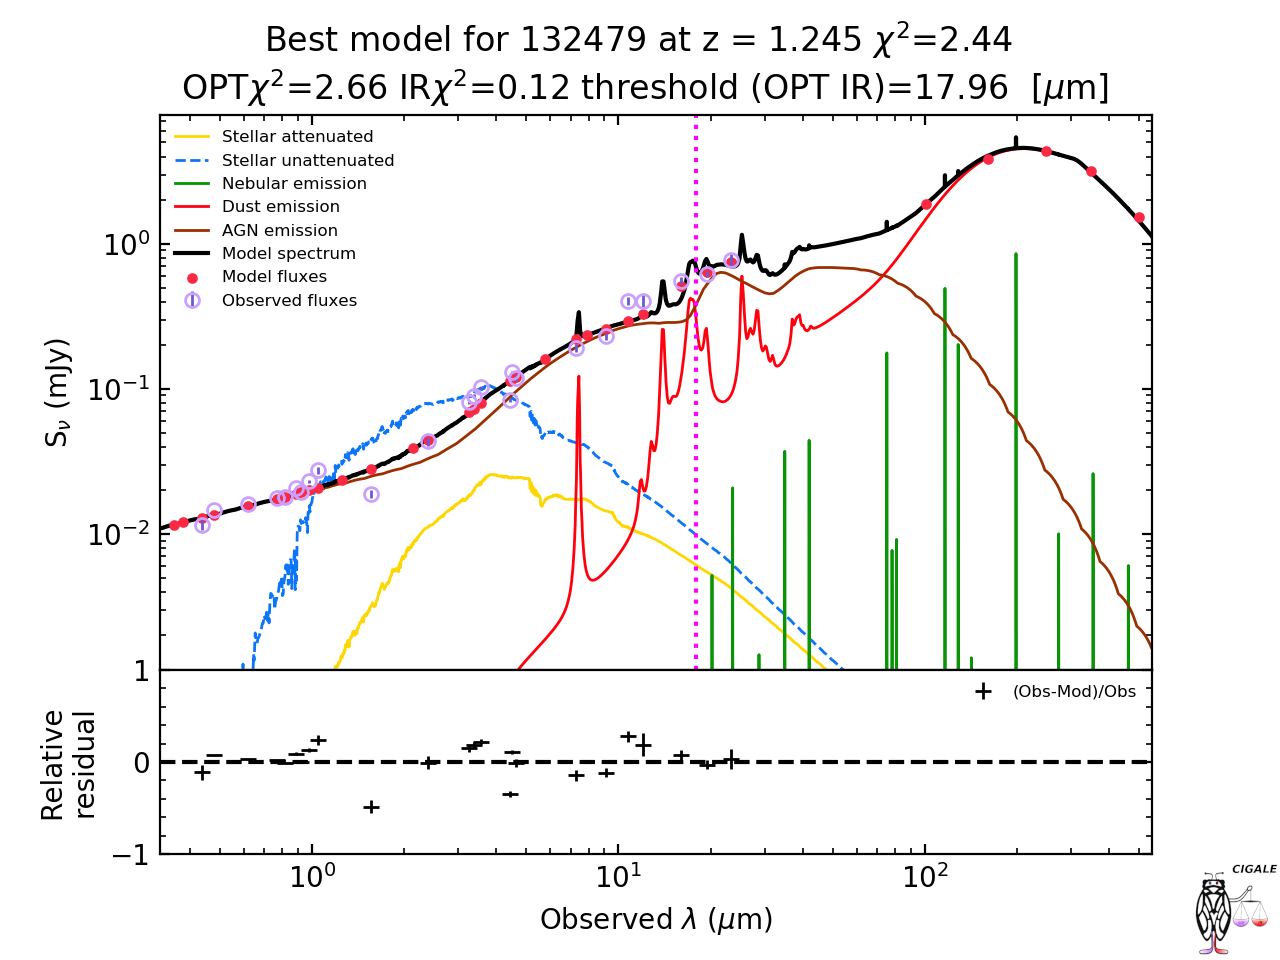 Best model for 132479 at z = 1.245 χ²=2.44
OPTχ²=2.66 IRχ²=0.12 threshold (OPT IR)=17.96 [μm]
Stellar attenuated
Stellar unattenuated
Nebular emission
Dust emission
AGN emission
Model spectrum
Model fluxes
Observed fluxes
10⁰
10⁻¹
10⁻²
S_ν (mJy)
1
0
−1
Relative
residual
(Obs-Mod)/Obs
10⁰ 10¹ 10²
Observed λ (μm)
CIGALE